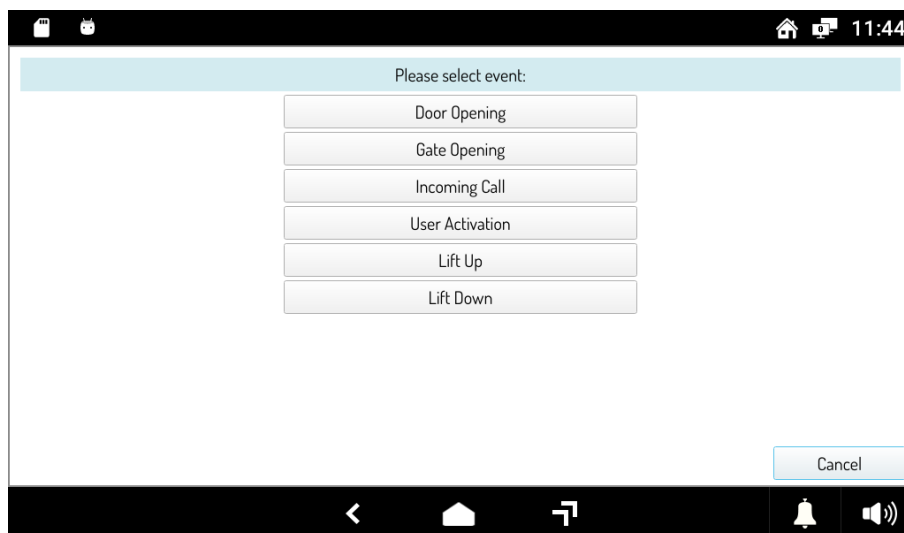 11:44
Please select event:
Door Opening
Gate Opening
Incoming Call
User Activation
Lift Up
Lift Down
Cancel